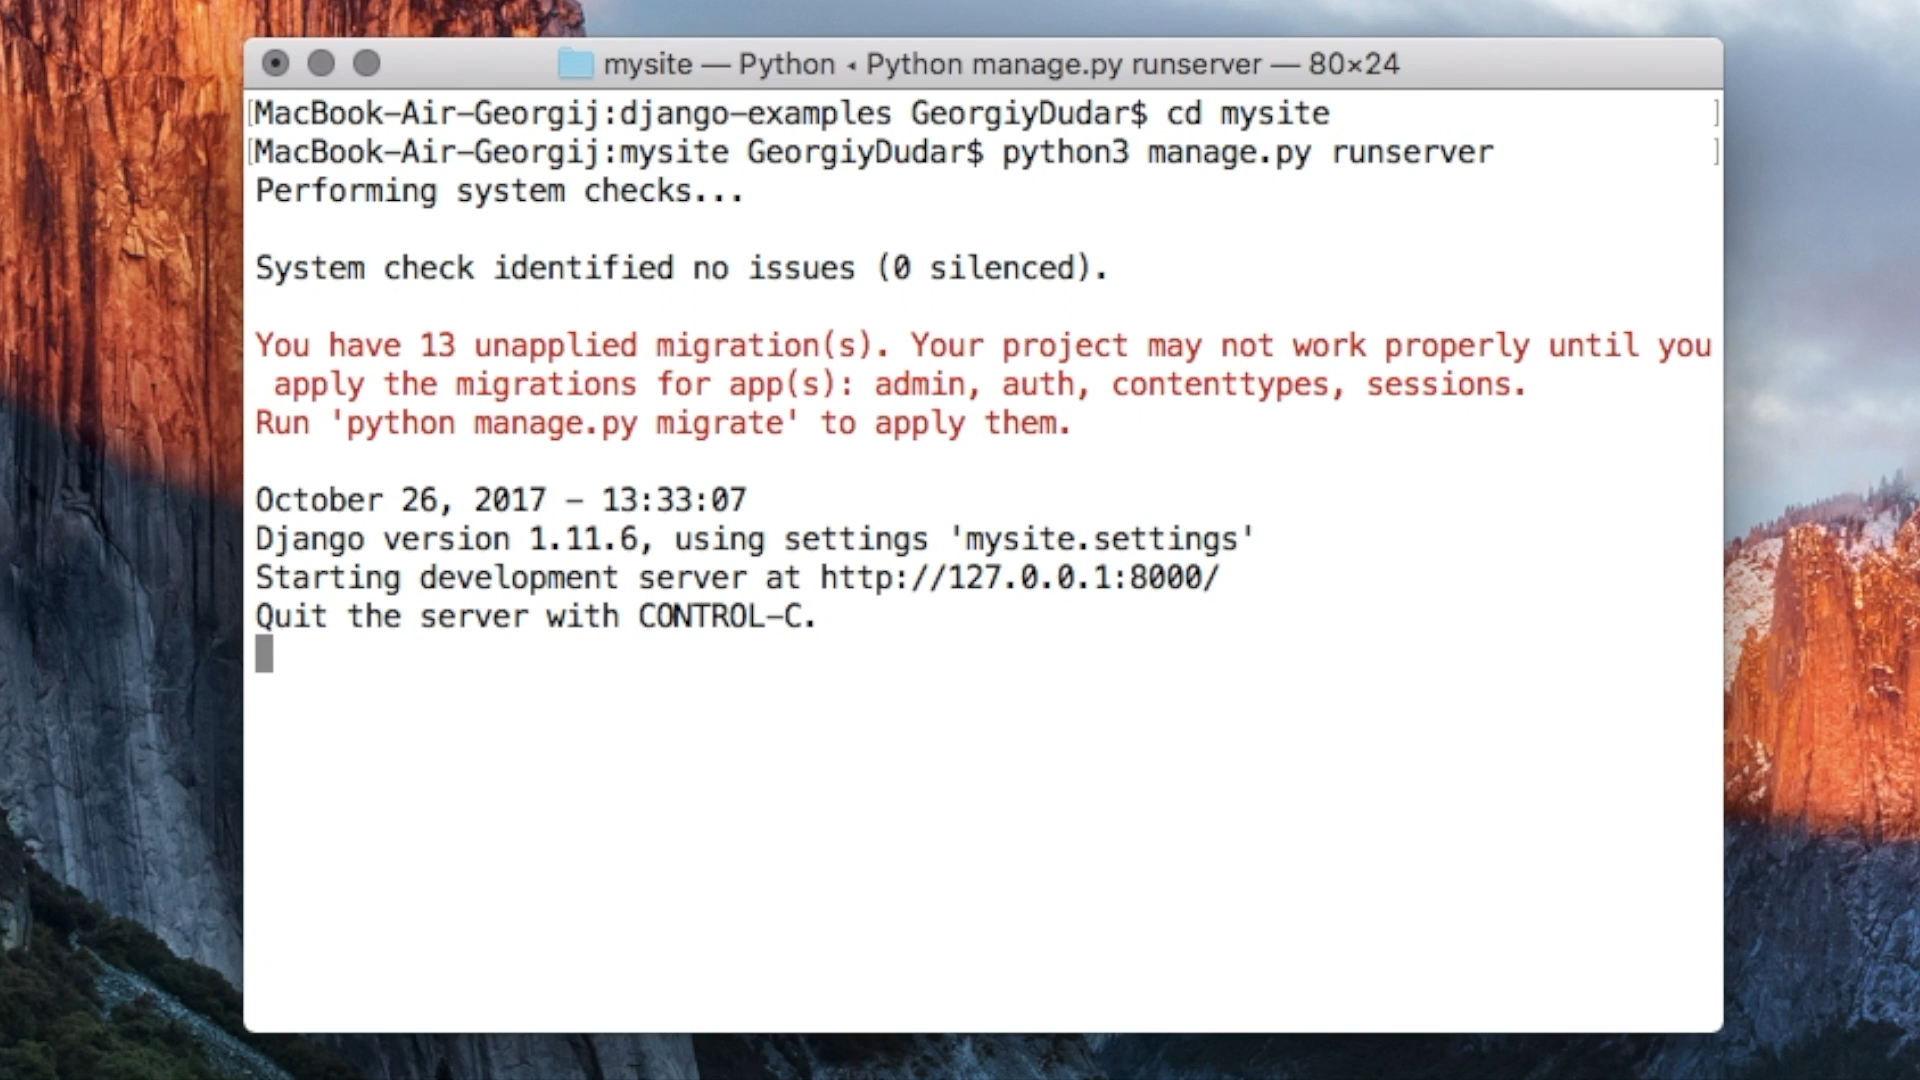 mysite — Python ◂ Python manage.py runserver — 80×24
[MacBook-Air-Georgij:django-examples GeorgiyDudar$ cd mysite ]
[MacBook-Air-Georgij:mysite GeorgiyDudar$ python3 manage.py runserver ]
Performing system checks...
System check identified no issues (0 silenced).
You have 13 unapplied migration(s). Your project may not work properly until you
apply the migrations for app(s): admin, auth, contenttypes, sessions.
Run 'python manage.py migrate' to apply them.
October 26, 2017 - 13:33:07
Django version 1.11.6, using settings 'mysite.settings'
Starting development server at http://127.0.0.1:8000/
Quit the server with CONTROL-C.